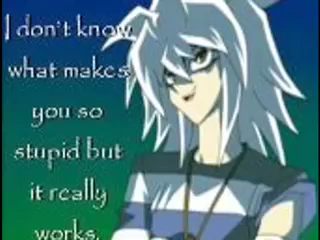 I don't know
what makes
you so
stupid but
it really
works.